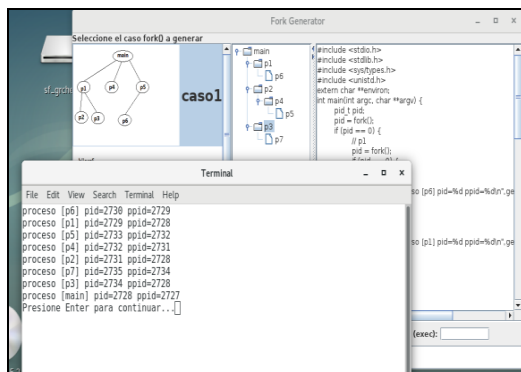 Fork Generator
Seleccione el caso fork() a generar
main
p1
p4
p5
p2
p3
p6
caso1
main
p1
p6
p2
p4
p5
p3
p7
#include <stdio.h>
#include <stdlib.h>
#include <sys/types.h>
#include <unistd.h>
extern char **environ;
int main(int argc, char **argv) {
pid_t pid;
pid = fork();
if (pid == 0) {
// p1
pid = fork();
so [p6] pid=%d ppid=%d\n",ge
so [p1] pid=%d ppid=%d\n",ge
(exec):
Terminal
File Edit View Search Terminal Help
proceso [p6] pid=2730 ppid=2729
proceso [p1] pid=2729 ppid=2728
proceso [p5] pid=2733 ppid=2732
proceso [p4] pid=2732 ppid=2731
proceso [p2] pid=2731 ppid=2728
proceso [p7] pid=2735 ppid=2734
proceso [p3] pid=2734 ppid=2728
proceso [main] pid=2728 ppid=2727
Presione Enter para continuar...